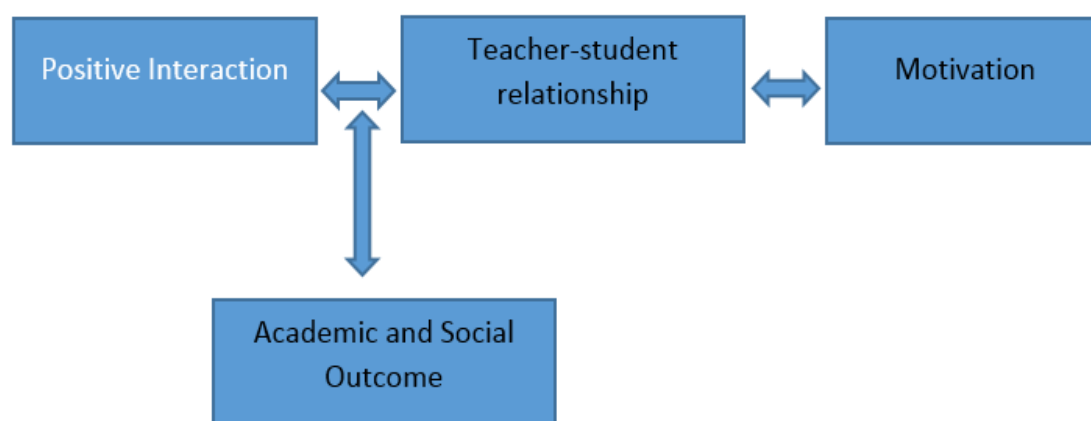 Positive Interaction
Teacher-student
relationship
Motivation
Academic and Social
Outcome